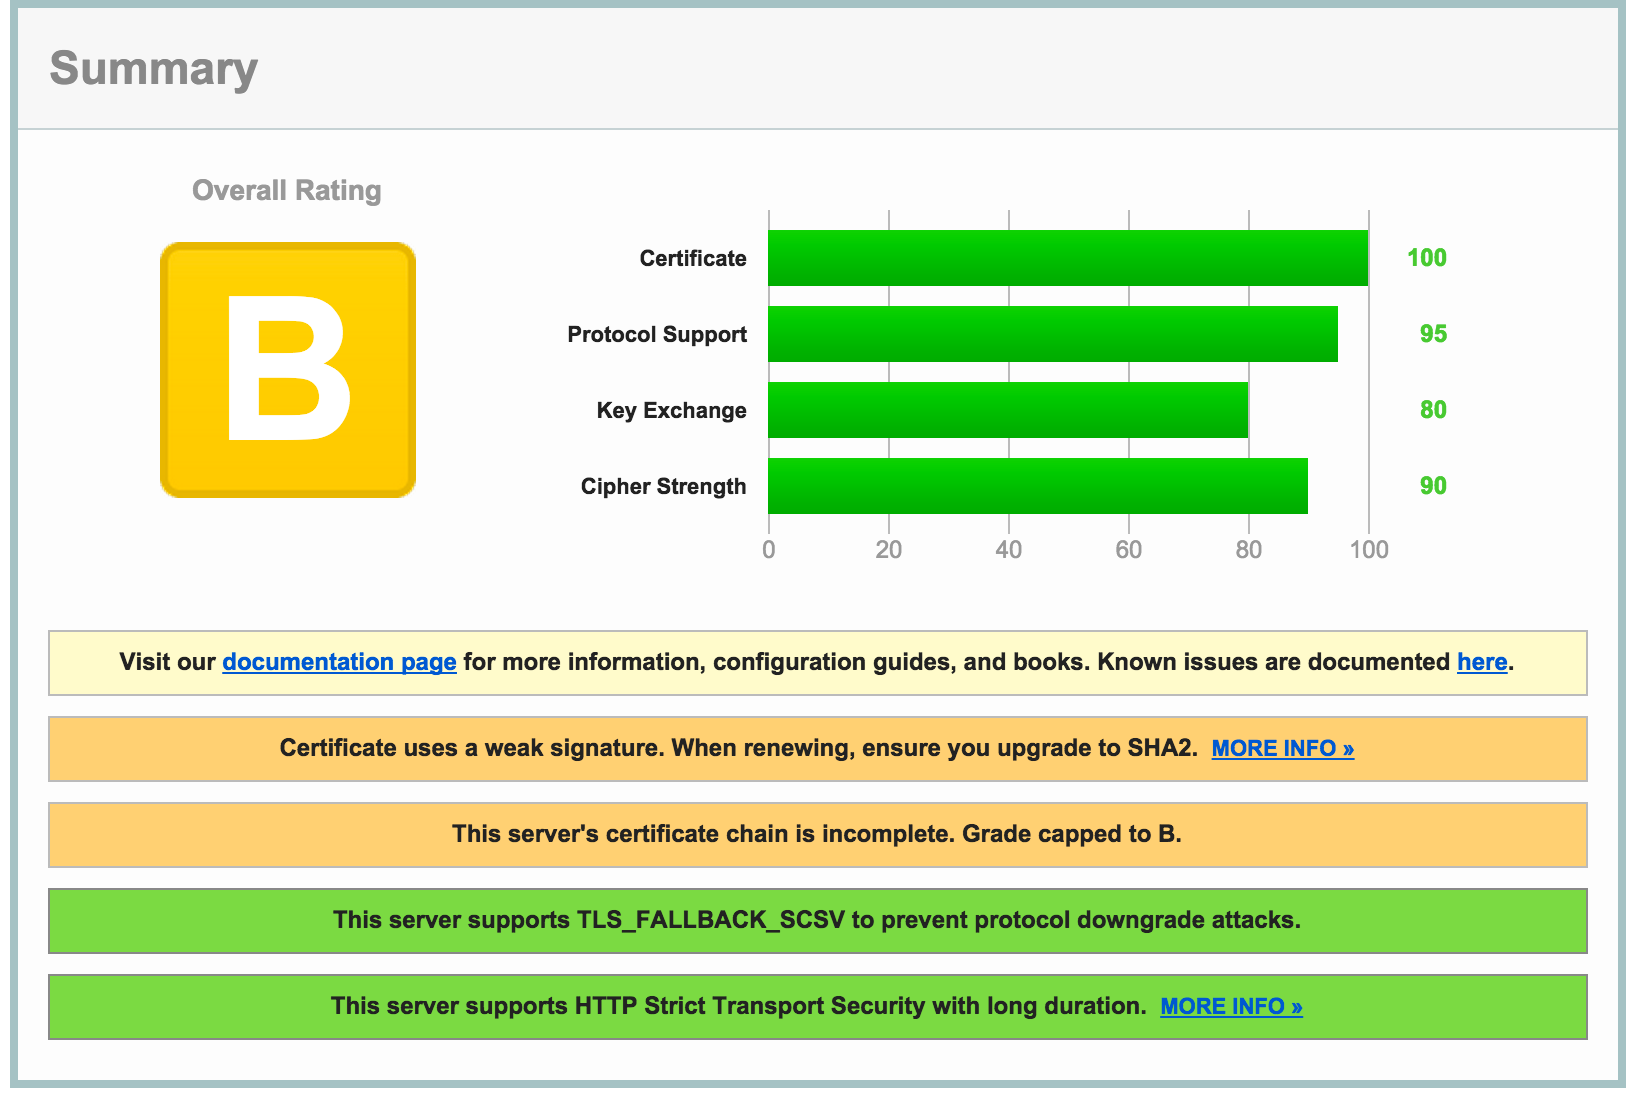 Summary
Overall Rating
B
Certificate 100
Protocol Support 95
Key Exchange 80
Cipher Strength 90
0 20 40 60 80 100
Visit our documentation page for more information, configuration guides, and books. Known issues are documented here.
Certificate uses a weak signature. When renewing, ensure you upgrade to SHA2. MORE INFO »
This server's certificate chain is incomplete. Grade capped to B.
This server supports TLS_FALLBACK_SCSV to prevent protocol downgrade attacks.
This server supports HTTP Strict Transport Security with long duration. MORE INFO »